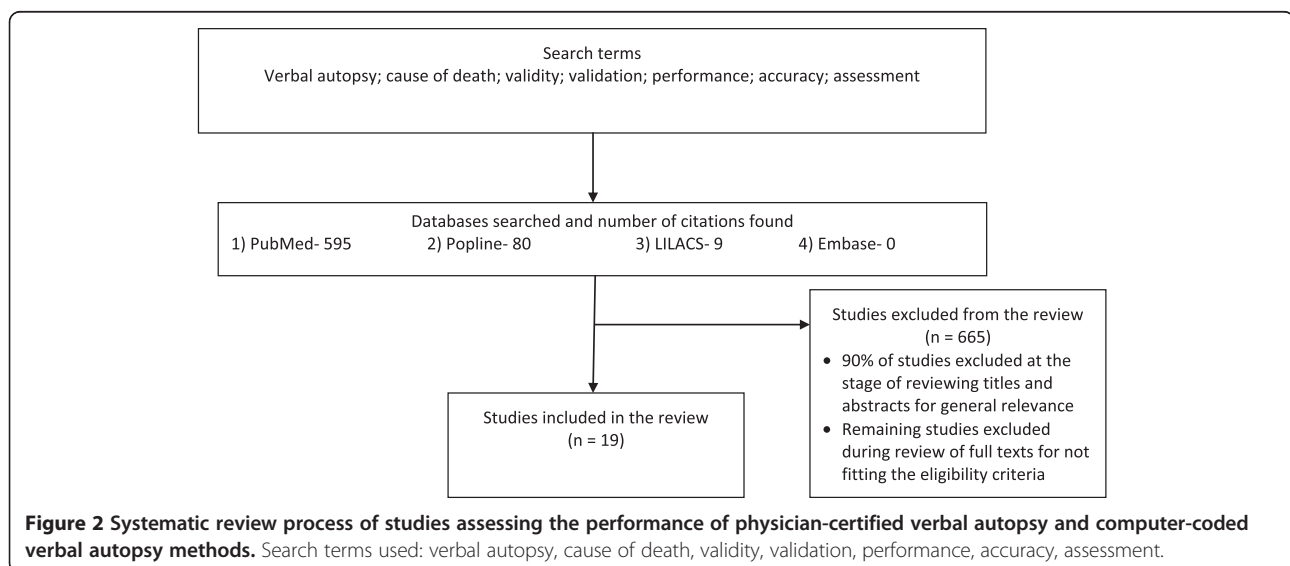 Search terms
Verbal autopsy; cause of death; validity; validation; performance; accuracy; assessment
Databases searched and number of citations found
1) PubMed- 595 2) Popline- 80 3) LILACS- 9 4) Embase- 0
Studies excluded from the review
(n = 665)
• 90% of studies excluded at the
stage of reviewing titles and
abstracts for general relevance
• Remaining studies excluded
during review of full texts for not
fitting the eligibility criteria
Studies included in the review
(n = 19)
Figure 2 Systematic review process of studies assessing the performance of physician-certified verbal autopsy and computer-coded
verbal autopsy methods. Search terms used: verbal autopsy, cause of death, validity, validation, performance, accuracy, assessment.